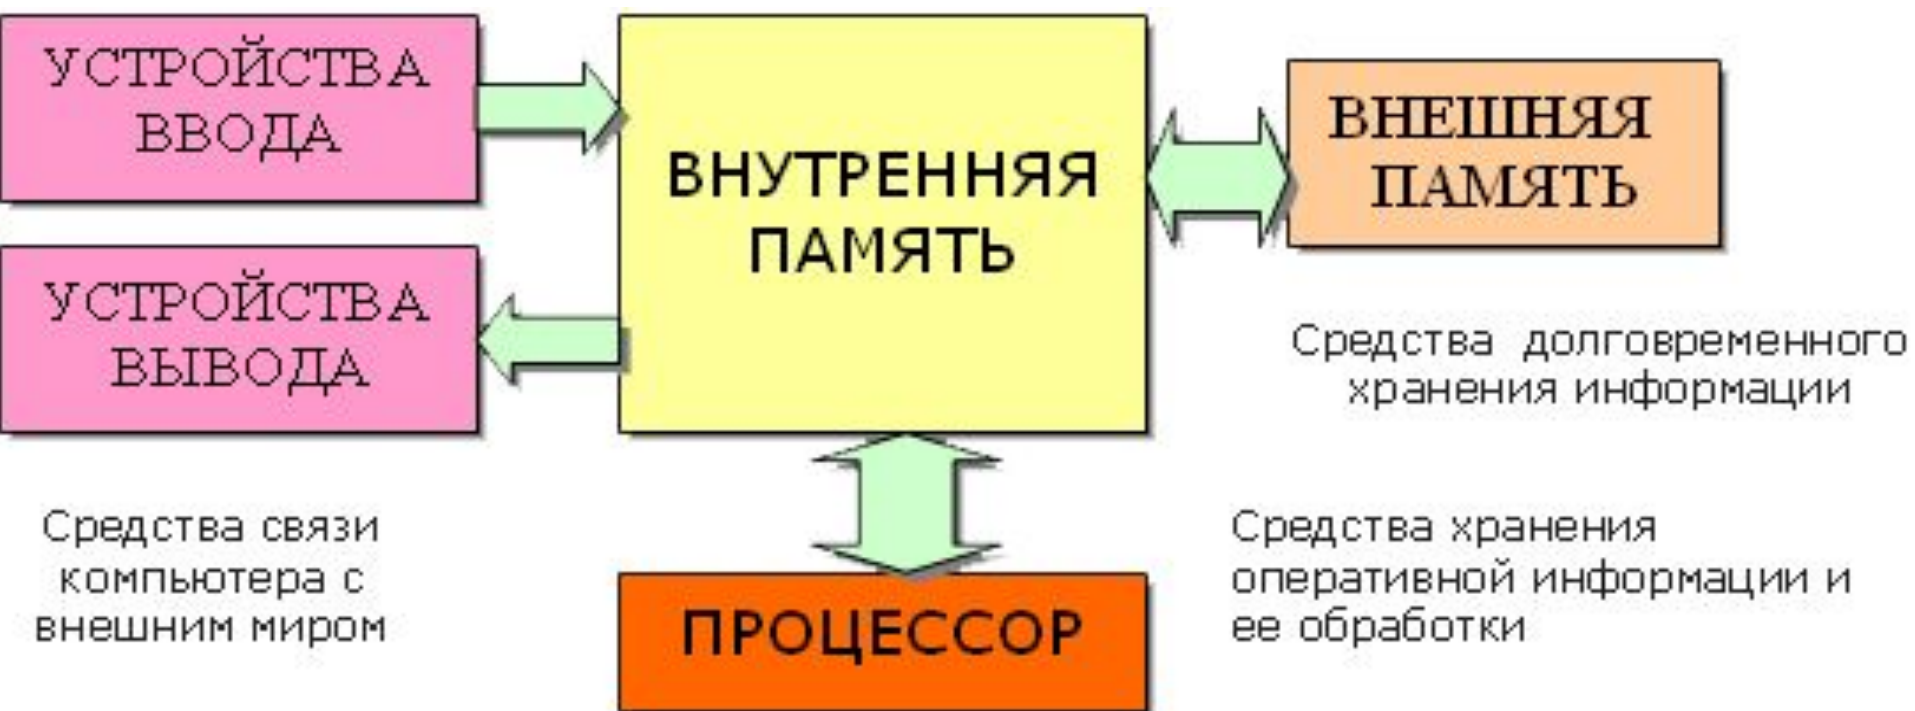 УСТРОЙСТВА
ВВОДА
УСТРОЙСТВА
ВЫВОДА
Средства связи
компьютера с
внешним миром
ВНУТРЕННЯЯ
ПАМЯТЬ
ПРОЦЕССОР
ВНЕШНЯЯ
ПАМЯТЬ
Средства долговременного
хранения информации
Средства хранения
оперативной информации и
ее обработки